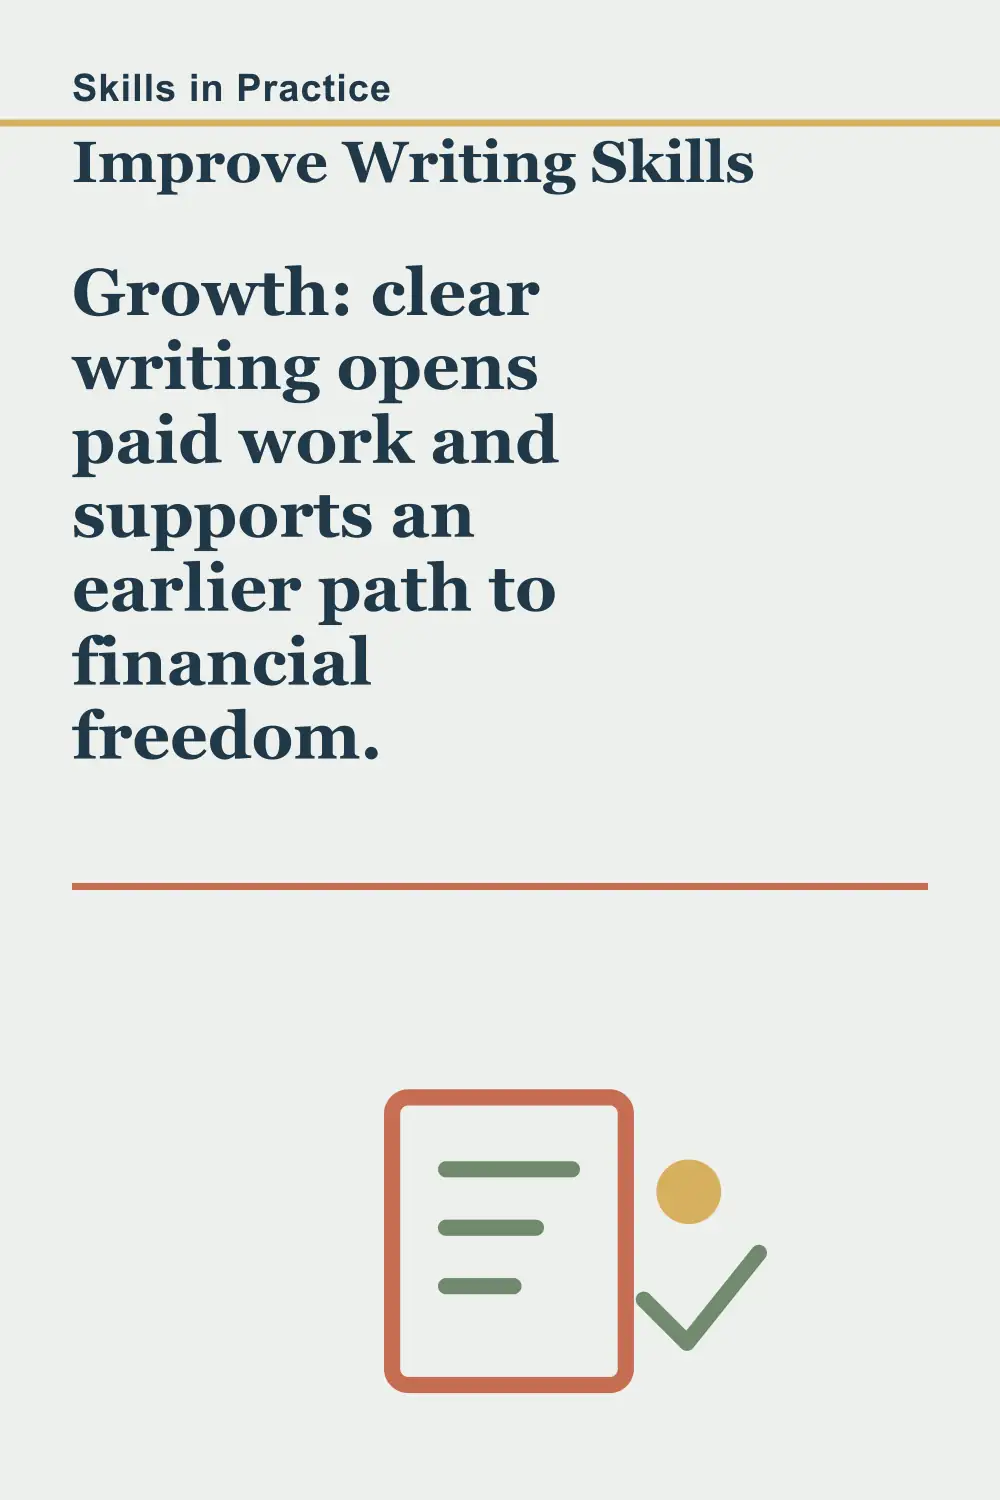 Skills in Practice
Improve Writing Skills
Growth: clear
writing opens
paid work and
supports an
earlier path to
financial
freedom.